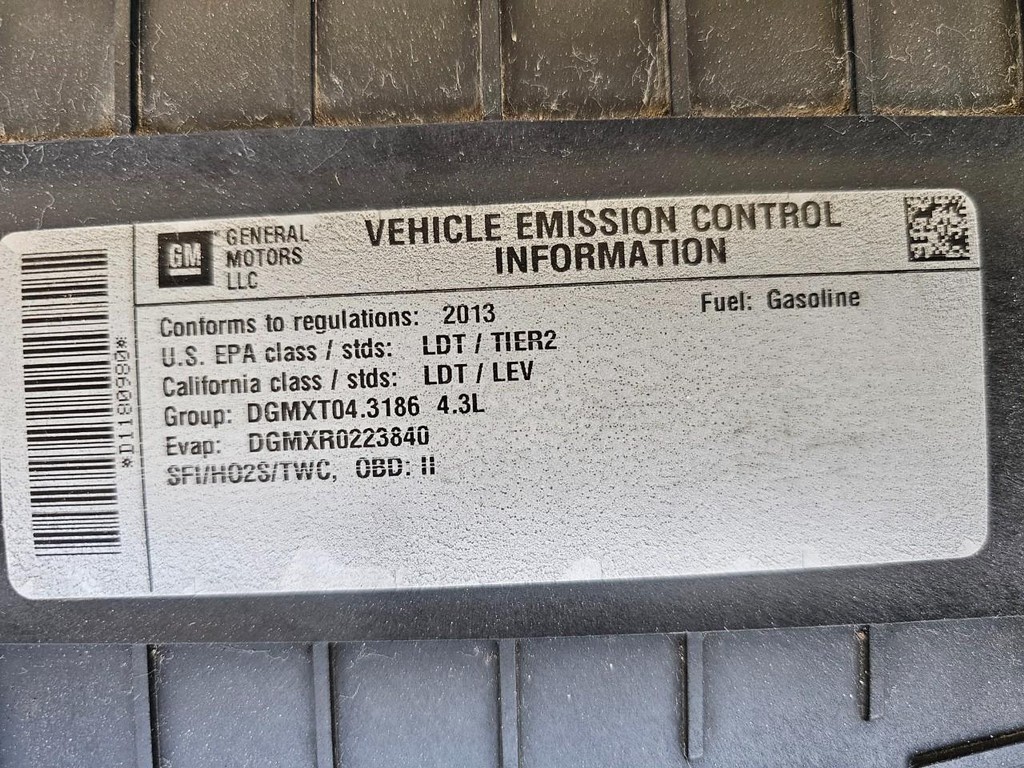 GM
GENERAL
MOTORS
LLC
VEHICLE EMISSION CONTROL
INFORMATION
Conforms to regulations: 2013
Fuel: Gasoline
U.S. EPA class / stds: LDT / TIER2
California class / stds: LDT / LEV
Group: DGMXT04.3186 4.3L
Evap: DGMXR0223840
SFI/HO2S/TWC, OBD: II
*D1180980*